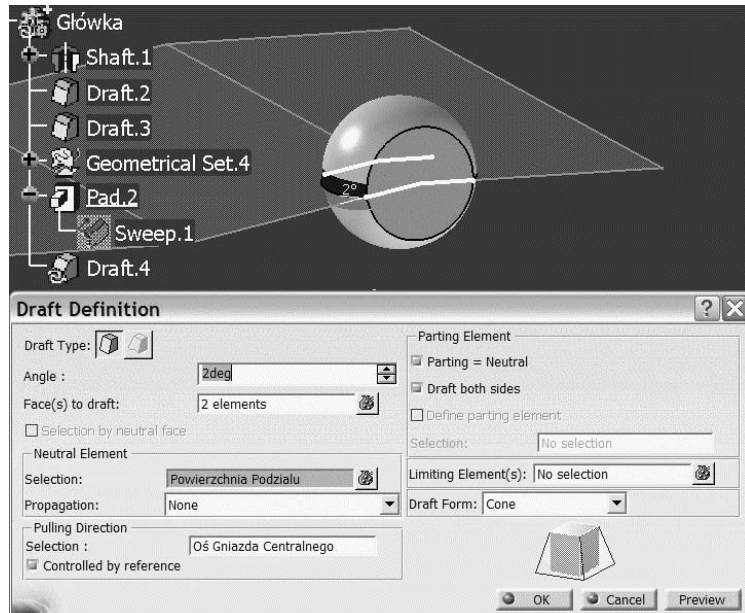 Główka
Shaft.1
Draft.2
Draft.3
Geometrical Set.4
Pad.2
Sweep.1
Draft.4
2°
Draft Definition
Draft Type:
Angle :
2deg
Face(s) to draft:
2 elements
Selection by neutral face
Neutral Element
Selection:
Powierzchnia Podzialu
Propagation:
None
Pulling Direction
Selection :
Oś Gniazda Centralnego
Controlled by reference
Parting Element
Parting = Neutral
Draft both sides
Define parting element
Selection:
No selection
Limiting Element(s):
No selection
Draft Form:
Cone
OK
Cancel
Preview